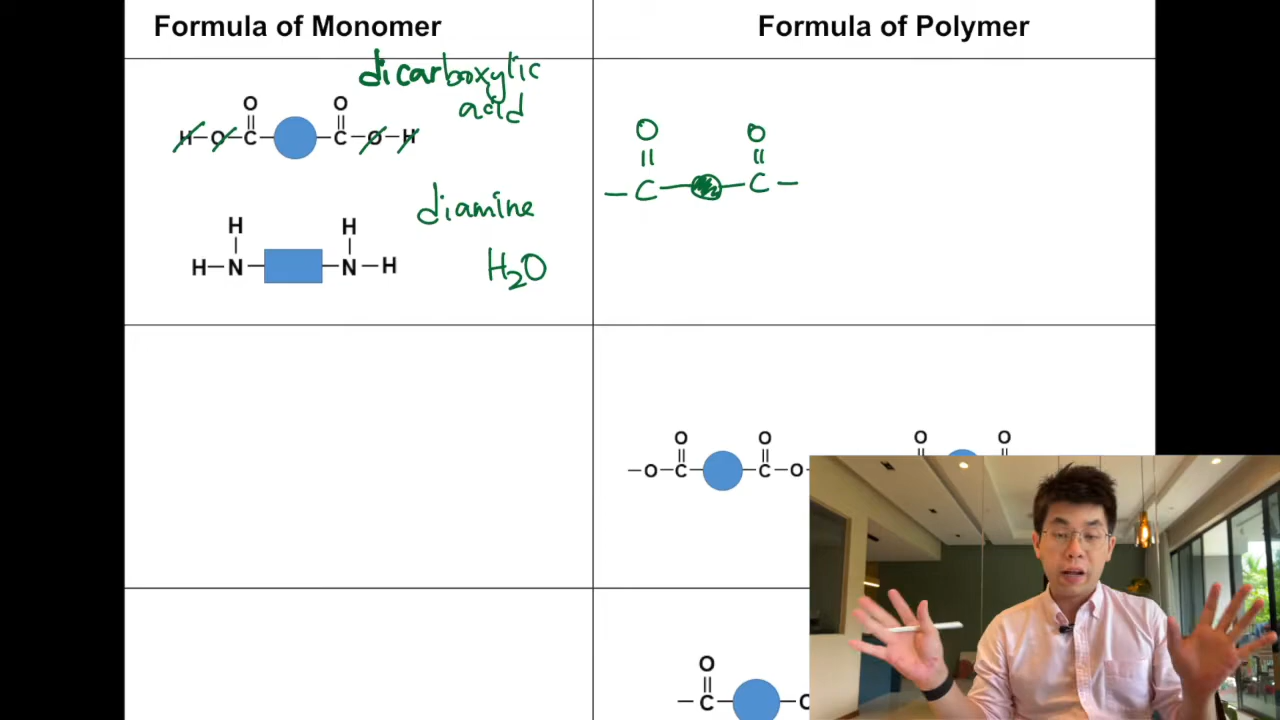 Formula of Monomer
Formula of Polymer
dicarboxylic
acid
O O
H–O–C– –C–O–H
diamine
H H
H–N– –N–H
H2O
O O
–C– –C–
O O O O
–O–C– –C–O–
O
–C–